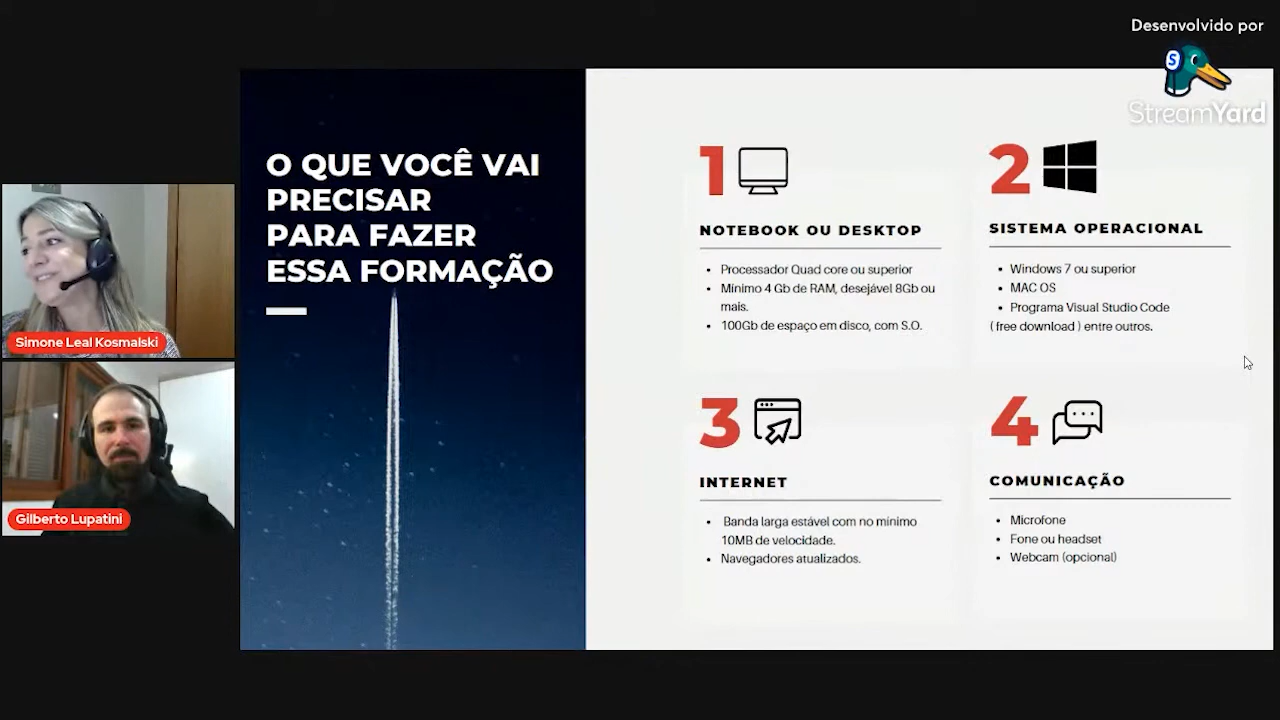 Desenvolvido por
S
StreamYard
O QUE VOCÊ VAI
PRECISAR
PARA FAZER
ESSA FORMAÇÃO
1
NOTEBOOK OU DESKTOP
• Processador Quad core ou superior
• Mínimo 4 Gb de RAM, desejável 8Gb ou
mais.
• 100Gb de espaço em disco, com S.O.
2
SISTEMA OPERACIONAL
• Windows 7 ou superior
• MAC OS
• Programa Visual Studio Code
( free download ) entre outros.
3
INTERNET
• Banda larga estável com no mínimo
10MB de velocidade.
• Navegadores atualizados.
4
COMUNICAÇÃO
• Microfone
• Fone ou headset
• Webcam (opcional)
Simone Leal Kosmalski
Gilberto Lupatini